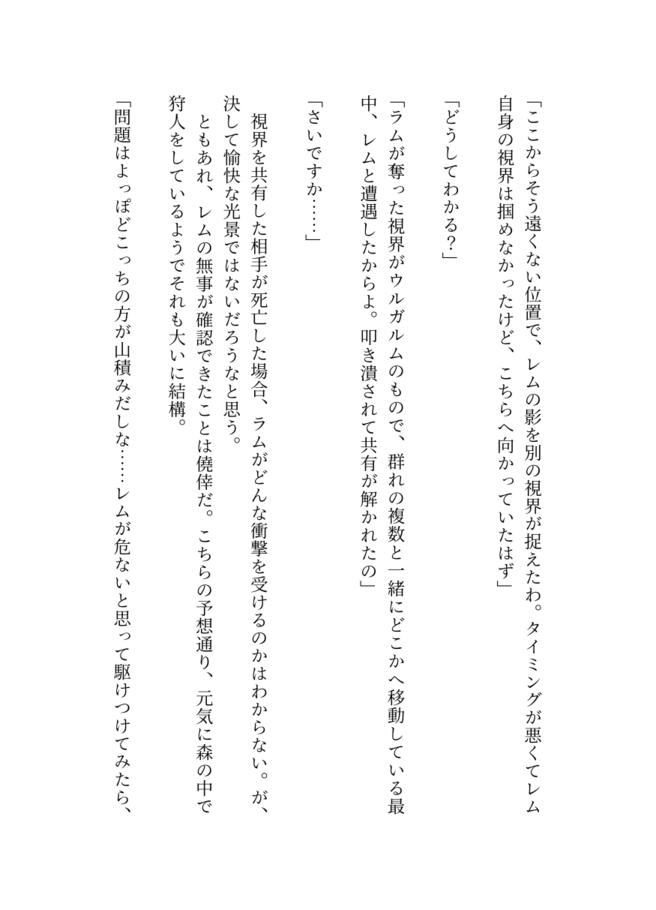 「ここからそう遠くない位置で、レムの影を別の視界が捉えたわ。タイミングが悪くてレム
自身の視界は掴めなかったけど、こちらへ向かっていたはず」
「どうしてわかる？」
「ラムが奪った視界がウルガルムのもので、群れの複数と一緒にどこかへ移動している最
中、レムと遭遇したからよ。叩き潰されて共有が解かれたの」
「さいですか……」
視界を共有した相手が死亡した場合、ラムがどんな衝撃を受けるのかはわからない。が、
決して愉快な光景ではないだろうなと思う。
ともあれ、レムの無事が確認できたことは僥倖だ。こちらの予想通り、元気に森の中で
狩人をしているようでそれも大いに結構。
「問題はよっぽどこっちの方が山積みだしな……レムが危ないと思って駆けつけてみたら、